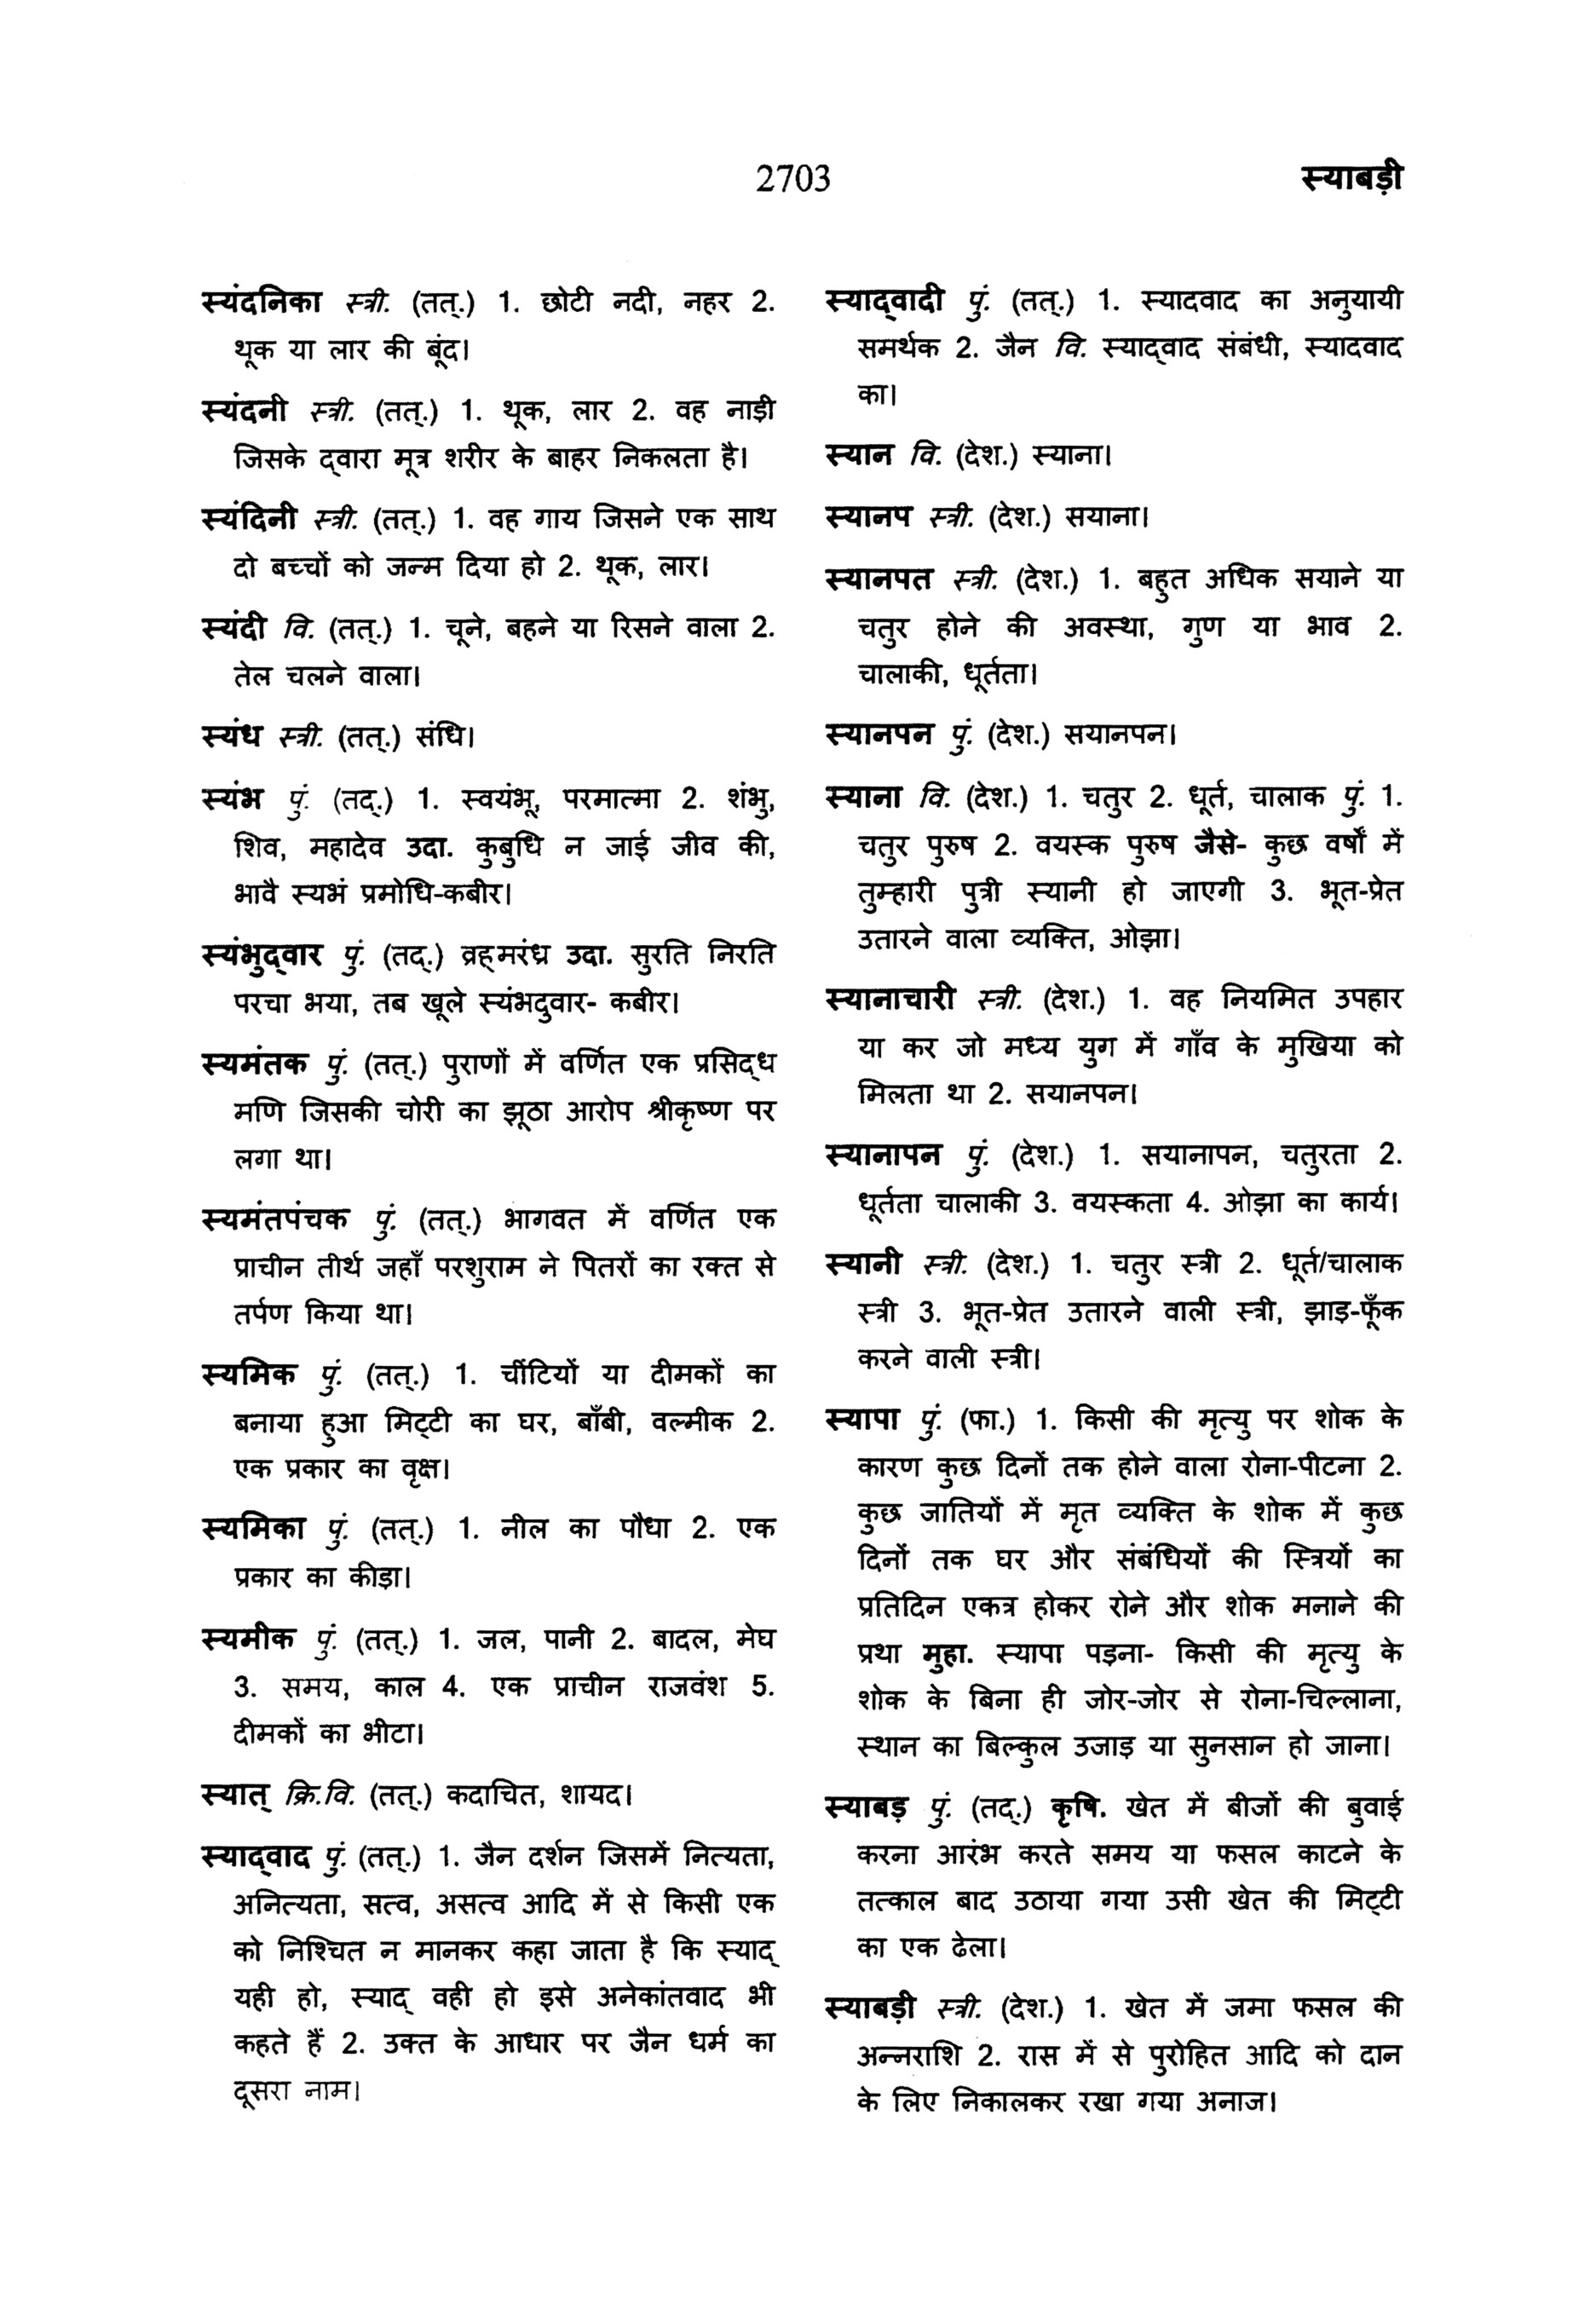 2703
स्याबड़ी
स्यंदनिका स्त्री. (तत्.) 1. छोटी नदी, नहर 2.
थूक या लार की बूंद।
स्यंदनी स्त्री. (तत्.) 1. थूक, लार 2. वह नाड़ी
जिसके द्‌वारा मूत्र शरीर के बाहर निकलता है।
स्यंदिनी स्त्री. (तत्.) 1. वह गाय जिसने एक साथ
दो बच्चों को जन्म दिया हो 2. थूक, लार।
स्यंदी वि. (तत्.) 1. चूने, बहने या रिसने वाला 2.
तेल चलने वाला।
स्यंध स्त्री. (तत्.) संधि।
स्यंभ पुं. (तद्.) 1. स्वयंभू, परमात्मा 2. शंभु,
शिव, महादेव उदा. कुबुधि न जाई जीव की,
भावै स्यभं प्रमोधि-कबीर।
स्यंभुद्‌वार पुं. (तद्.) व्रह्‌मरंध्र उदा. सुरति निरति
परचा भया, तब खूले स्यंभदुवार- कबीर।
स्यमंतक पुं. (तत्.) पुराणों में वर्णित एक प्रसिद्‌ध
मणि जिसकी चोरी का झूठा आरोप श्रीकृष्ण पर
लगा था।
स्यमंतपंचक पुं. (तत्.) भागवत में वर्णित एक
प्राचीन तीर्थ जहाँ परशुराम ने पितरों का रक्त से
तर्पण किया था।
स्यमिक पुं. (तत्.) 1. चींटियों या दीमकों का
बनाया हुआ मिट्‌टी का घर, बाँबी, वल्मीक 2.
एक प्रकार का वृक्ष।
स्यमिका पुं. (तत्.) 1. नील का पौधा 2. एक
प्रकार का कीड़ा।
स्यमीक पुं. (तत्.) 1. जल, पानी 2. बादल, मेघ
3. समय, काल 4. एक प्राचीन राजवंश 5.
दीमकों का भीटा।
स्यात् क्रि.वि. (तत्.) कदाचित, शायद।
स्याद्‌वाद पुं. (तत्.) 1. जैन दर्शन जिसमें नित्यता,
अनित्यता, सत्व, असत्व आदि में से किसी एक
को निश्चित न मानकर कहा जाता है कि स्याद्
यही हो, स्याद् वही हो इसे अनेकांतवाद भी
कहते हैं 2. उक्त के आधार पर जैन धर्म का
दूसरा नाम।
स्याद्‌वादी पुं. (तत्.) 1. स्यादवाद का अनुयायी
समर्थक 2. जैन वि. स्याद्‌वाद संबंधी, स्यादवाद
का।
स्यान वि. (देश.) स्याना।
स्यानप स्त्री. (देश.) सयाना।
स्यानपत स्त्री. (देश.) 1. बहुत अधिक सयाने या
चतुर होने की अवस्था, गुण या भाव 2.
चालाकी, धूर्तता।
स्यानपन पुं. (देश.) सयानपन।
स्याना वि. (देश.) 1. चतुर 2. धूर्त, चालाक पुं. 1.
चतुर पुरुष 2. वयस्क पुरुष जैसे- कुछ वर्षों में
तुम्हारी पुत्री स्यानी हो जाएगी 3. भूत-प्रेत
उतारने वाला व्यक्ति, ओझा।
स्यानाचारी स्त्री. (देश.) 1. वह नियमित उपहार
या कर जो मध्य युग में गाँव के मुखिया को
मिलता था 2. सयानपन।
स्यानापन पुं. (देश.) 1. सयानापन, चतुरता 2.
धूर्तता चालाकी 3. वयस्कता 4. ओझा का कार्य।
स्यानी स्त्री. (देश.) 1. चतुर स्त्री 2. धूर्त/चालाक
स्त्री 3. भूत-प्रेत उतारने वाली स्त्री, झाड़-फूँक
करने वाली स्त्री।
स्यापा पुं. (फा.) 1. किसी की मृत्यु पर शोक के
कारण कुछ दिनों तक होने वाला रोना-पीटना 2.
कुछ जातियों में मृत व्यक्ति के शोक में कुछ
दिनों तक घर और संबंधियों की स्त्रियों का
प्रतिदिन एकत्र होकर रोने और शोक मनाने की
प्रथा मुहा. स्यापा पड़ना- किसी की मृत्यु के
शोक के बिना ही जोर-जोर से रोना-चिल्लाना,
स्थान का बिल्कुल उजाड़ या सुनसान हो जाना।
स्याबड़ पुं. (तद्.) कृषि. खेत में बीजों की बुवाई
करना आरंभ करते समय या फसल काटने के
तत्काल बाद उठाया गया उसी खेत की मिट्‌टी
का एक ढेला।
स्याबड़ी स्त्री. (देश.) 1. खेत में जमा फसल की
अन्नराशि 2. रास में से पुरोहित आदि को दान
के लिए निकालकर रखा गया अनाज।